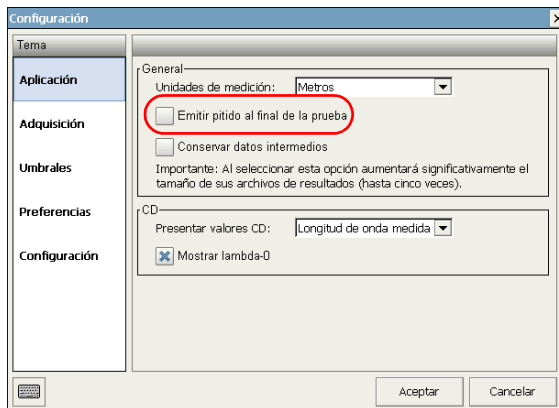 Configuración
Tema
Aplicación
Adquisición
Umbrales
Preferencias
Configuración
General
Unidades de medición: Metros
Emitir pitido al final de la prueba
Conservar datos intermedios
Importante: Al seleccionar esta opción aumentará significativamente el
tamaño de sus archivos de resultados (hasta cinco veces).
CD
Presentar valores CD: Longitud de onda medida
Mostrar lambda-0
Aceptar Cancelar